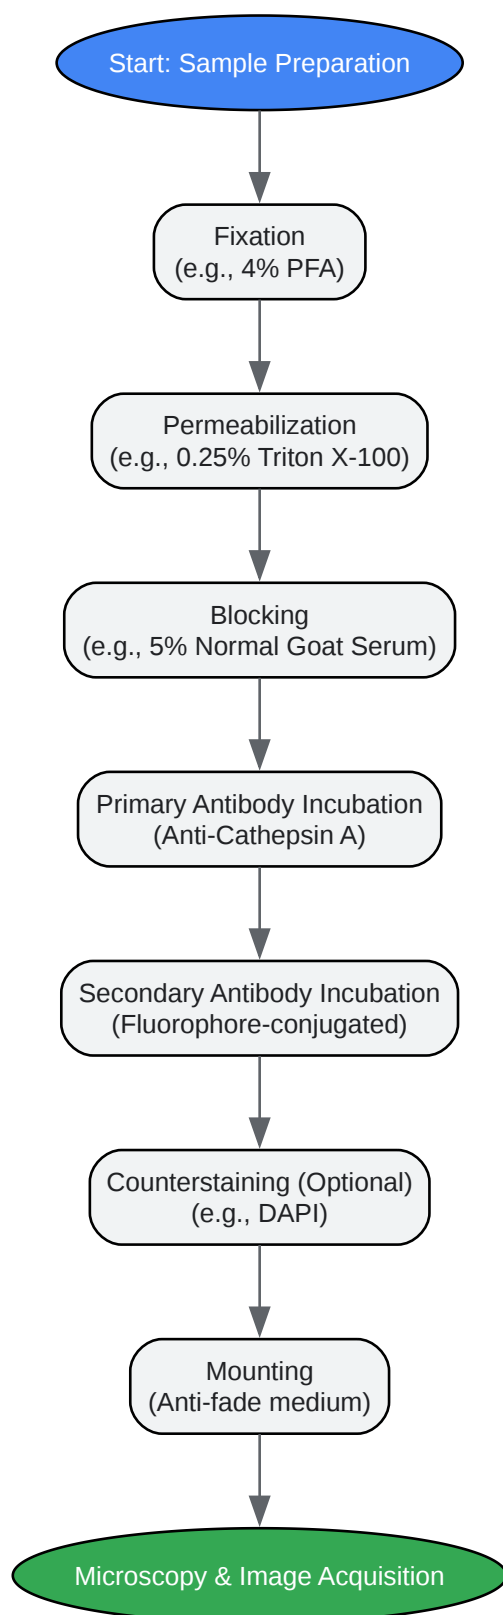 Start: Sample Preparation
Fixation
(e.g., 4% PFA)
Permeabilization
(e.g., 0.25% Triton X-100)
Blocking
(e.g., 5% Normal Goat Serum)
Primary Antibody Incubation
(Anti-Cathepsin A)
Secondary Antibody Incubation
(Fluorophore-conjugated)
Counterstaining (Optional)
(e.g., DAPI)
Mounting
(Anti-fade medium)
Microscopy & Image Acquisition